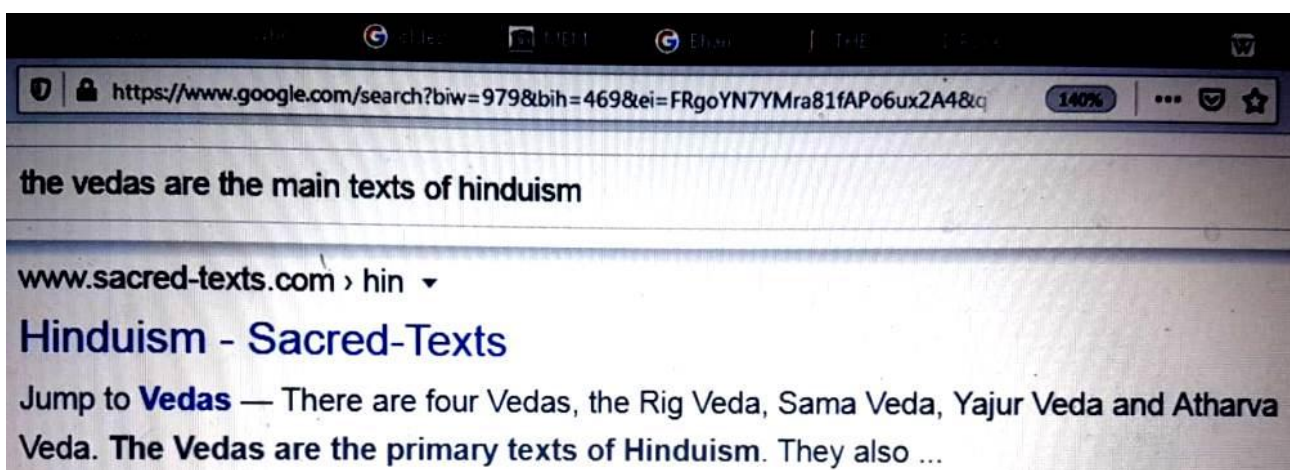 https://www.google.com/search?biw=979&bih=469&ei=FRgoYN7YMra81fAPo6ux2A4&q 140%
the vedas are the main texts of hinduism
www.sacred-texts.com › hin
Hinduism - Sacred-Texts
Jump to Vedas — There are four Vedas, the Rig Veda, Sama Veda, Yajur Veda and Atharva
Veda. The Vedas are the primary texts of Hinduism. They also ...